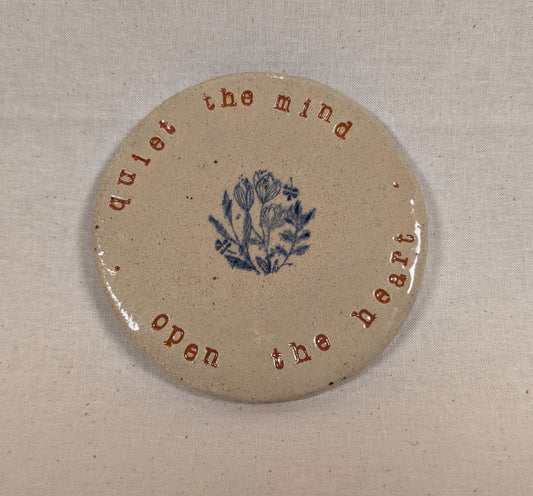 quiet the mind
open the heart